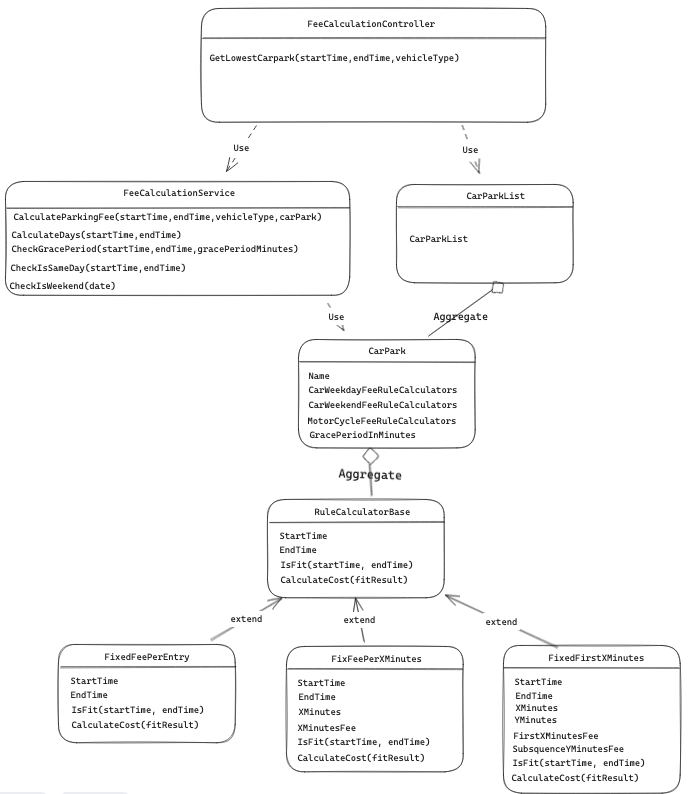 FeeCalculationController
GetLowestCarpark(startTime,endTime,vehicleType)
Use
Use
FeeCalculationService
CalculateParkingFee(startTime,endTime,vehicleType,carPark)
CalculateDays(startTime,endTime)
CheckGracePeriod(startTime,endTime,gracePeriodMinutes)
CheckIsSameDay(startTime,endTime)
CheckIsWeekend(date)
CarParkList
CarParkList
Use
Aggregate
CarPark
Name
CarWeekdayFeeRuleCalculators
CarWeekendFeeRuleCalculators
MotorCycleFeeRuleCalculators
GracePeriodInMinutes
Aggregate
RuleCalculatorBase
StartTime
EndTime
IsFit(startTime, endTime)
CalculateCost(fitResult)
extend
extend
extend
FixedFeePerEntry
StartTime
EndTime
IsFit(startTime, endTime)
CalculateCost(fitResult)
FixFeePerXMinutes
StartTime
EndTime
XMinutes
XMinutesFee
IsFit(startTime, endTime)
CalculateCost(fitResult)
FixedFirstXMinutes
StartTime
EndTime
XMinutes
YMinutes
FirstXMinutesFee
SubsquenceYMinutesFee
IsFit(startTime, endTime)
CalculateCost(fitResult)